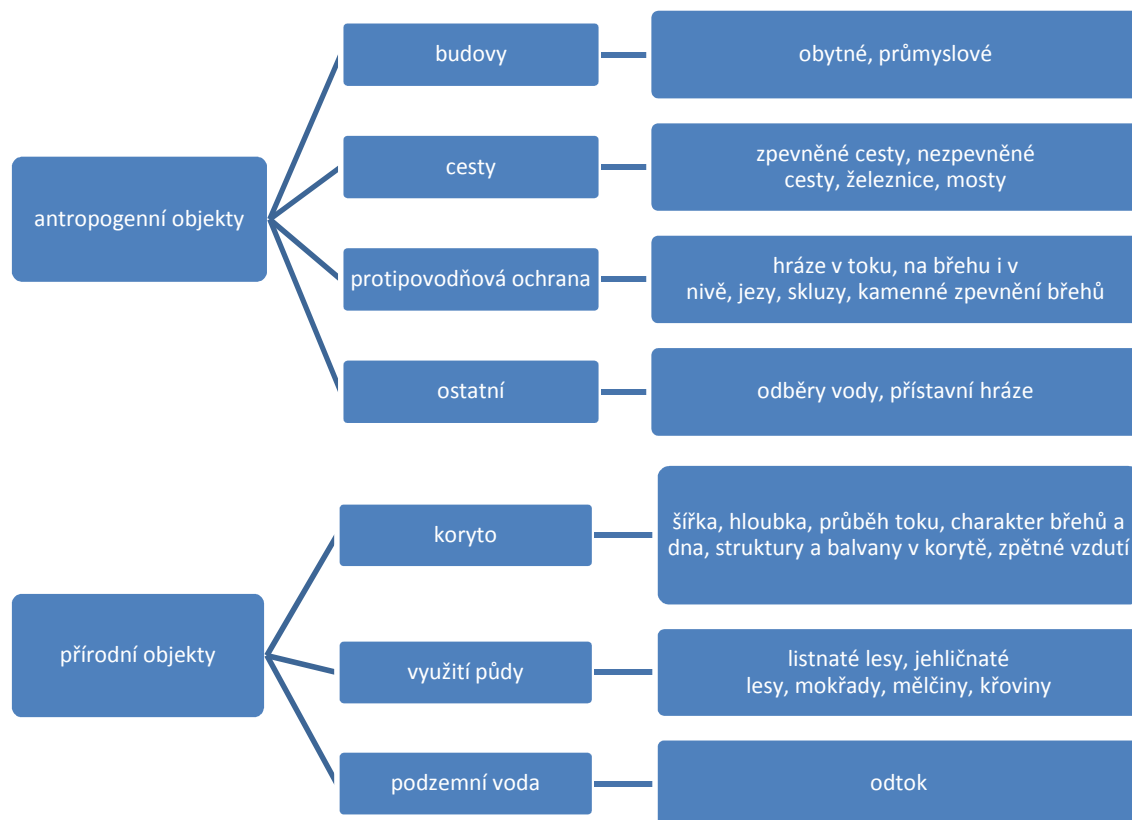 antropogenní objekty
budovy
obytné, průmyslové
cesty
zpevněné cesty, nezpevněné
cesty, železnice, mosty
protipovodňová ochrana
hráze v toku, na břehu i v
nivě, jezy, skluzy, kamenné zpevnění břehů
ostatní
odběry vody, přístavní hráze
přírodní objekty
koryto
šířka, hloubka, průběh toku, charakter břehů a
dna, struktury a balvany v korytě, zpětné vzdutí
využití půdy
listnaté lesy, jehličnaté
lesy, mokřady, mělčiny, křoviny
podzemní voda
odtok